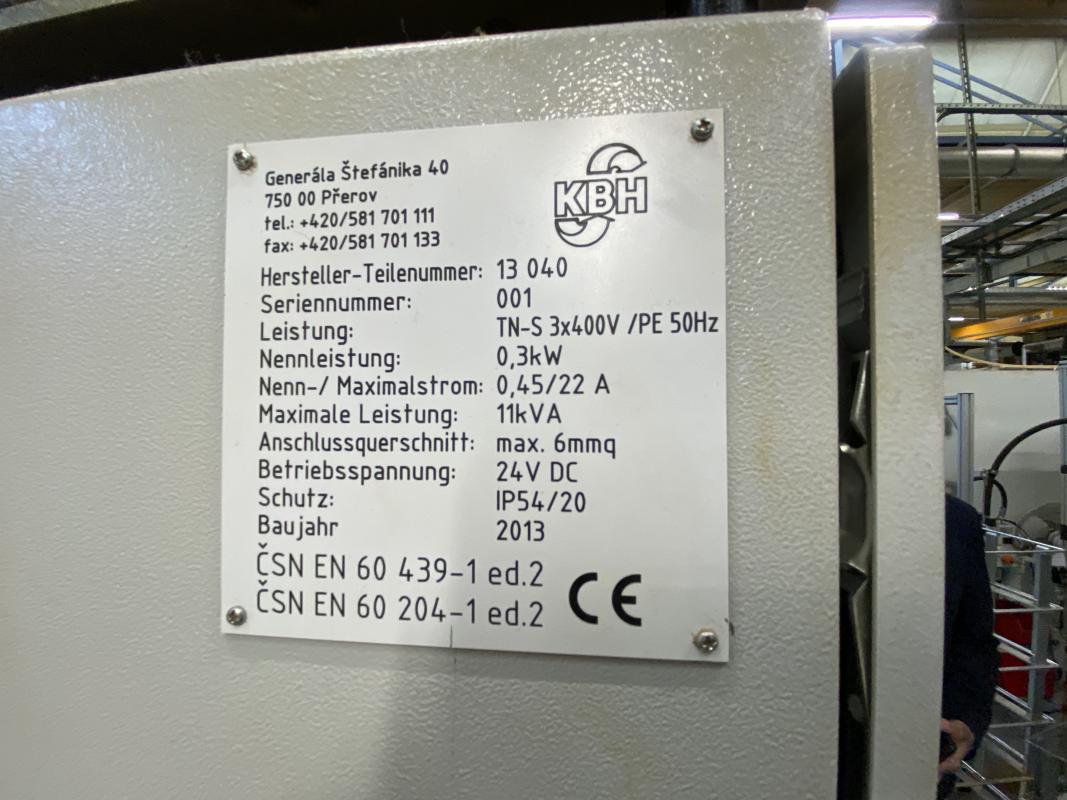 Generála Štefánika 40
750 00 Přerov
tel.: +420/581 701 111
fax: +420/581 701 133
KBH
Hersteller-Teilenummer: 13 040
Seriennummer: 001
Leistung: TN-S 3x400V /PE 50Hz
Nennleistung: 0,3kW
Nenn-/ Maximalstrom: 0,45/22 A
Maximale Leistung: 11kVA
Anschlussquerschnitt: max. 6mmq
Betriebsspannung: 24V DC
Schutz: IP54/20
Baujahr 2013
ČSN EN 60 439-1 ed.2
ČSN EN 60 204-1 ed.2
CE